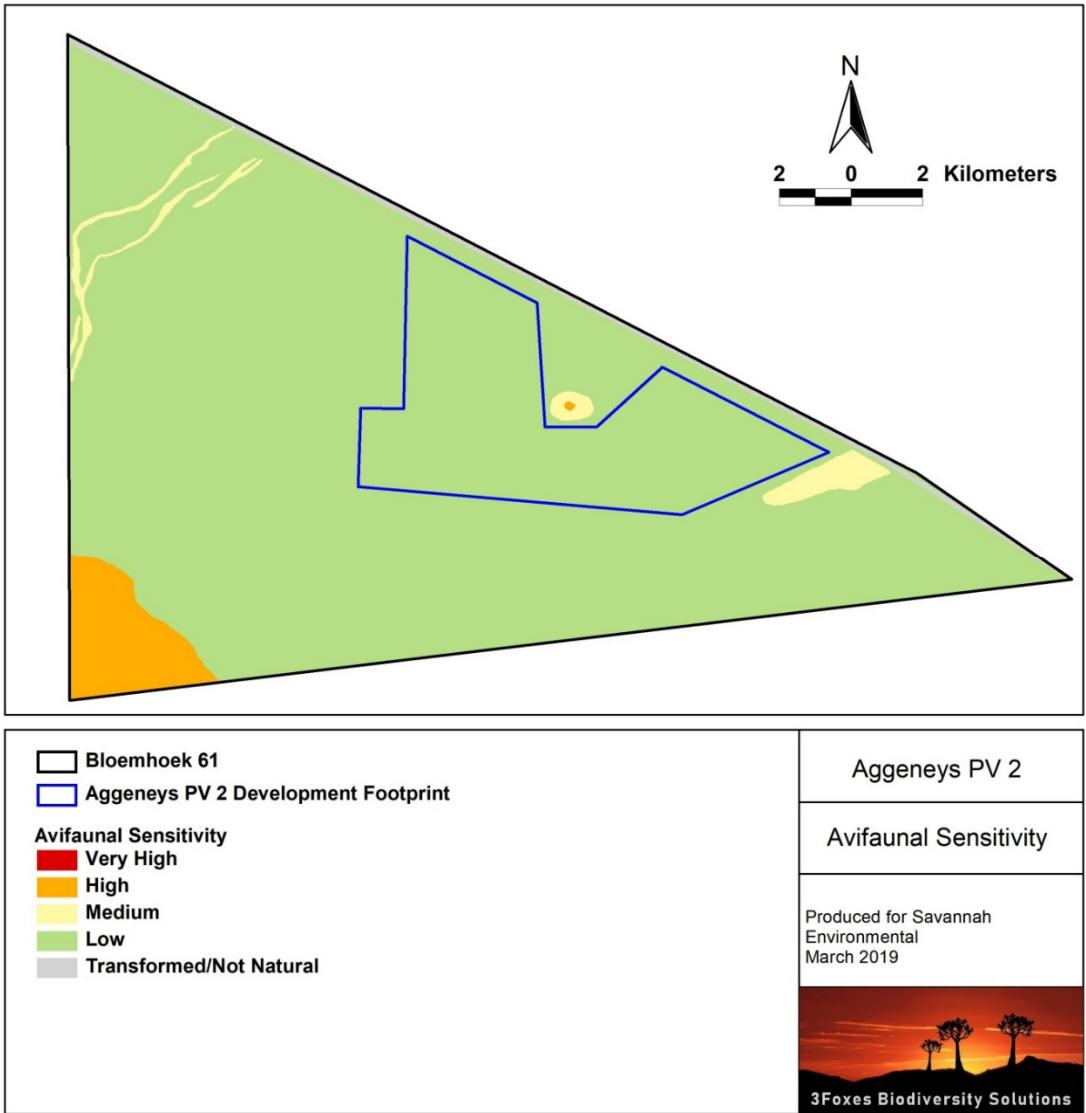 N
2 0 2 Kilometers
Bloemhoek 61
Aggeneys PV 2 Development Footprint
Avifaunal Sensitivity
Very High
High
Medium
Low
Transformed/Not Natural
Aggeneys PV 2
Avifaunal Sensitivity
Produced for Savannah
Environmental
March 2019
3Foxes Biodiversity Solutions